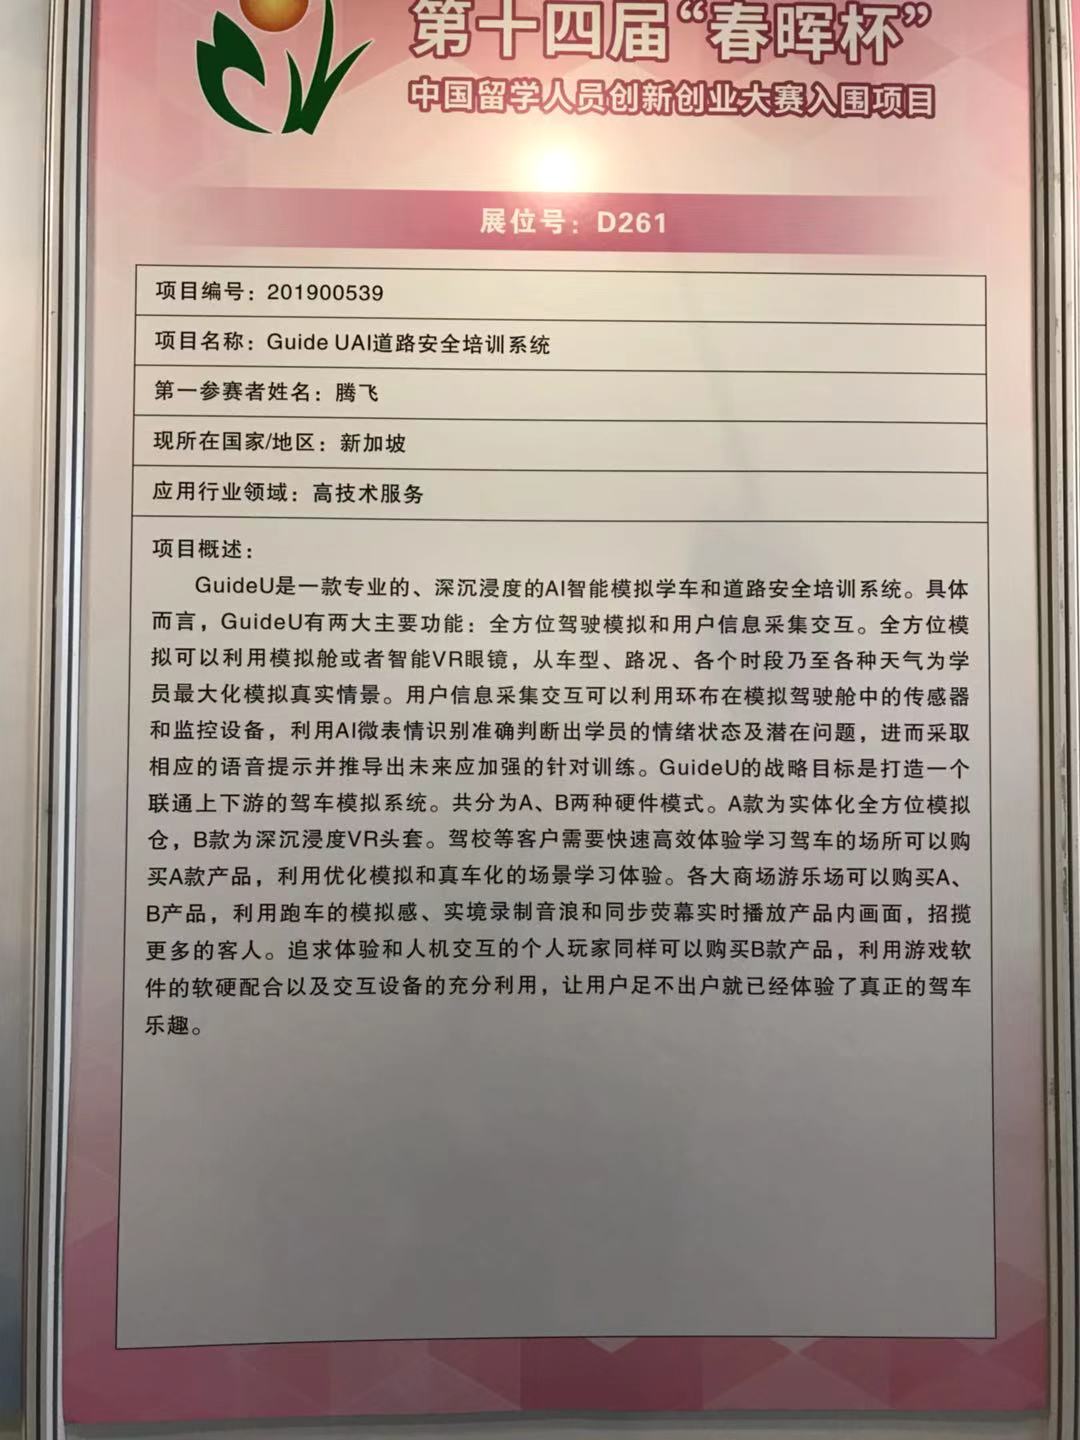 第十四届“春晖杯”
中国留学人员创新创业大赛入围项目
展位号：D261
项目编号：201900539
项目名称：Guide UAI道路安全培训系统
第一参赛者姓名：腾飞
现所在国家/地区：新加坡
应用行业领域：高技术服务
项目概述：
GuideU是一款专业的、深沉浸度的AI智能模拟学车和道路安全培训系统。具体
而言，GuideU有两大主要功能：全方位驾驶模拟和用户信息采集交互。全方位模
拟可以利用模拟舱或者智能VR眼镜，从车型、路况、各个时段乃至各种天气为学
员最大化模拟真实情景。用户信息采集交互可以利用环布在模拟驾驶舱中的传感器
和监控设备，利用AI微表情识别准确判断出学员的情绪状态及潜在问题，进而采取
相应的语音提示并推导出未来应加强的针对训练。GuideU的战略目标是打造一个
联通上下游的驾车模拟系统。共分为A、B两种硬件模式。A款为实体化全方位模拟
仓，B款为深沉浸度VR头套。驾校等客户需要快速高效体验学习驾车的场所可以购
买A款产品，利用优化模拟和真车化的场景学习体验。各大商场游乐场可以购买A、
B产品，利用跑车的模拟感、实境录制音浪和同步荧幕实时播放产品内画面，招揽
更多的客人。追求体验和人机交互的个人玩家同样可以购买B款产品，利用游戏软
件的软硬配合以及交互设备的充分利用，让用户足不出户就已经体验了真正的驾车
乐趣。